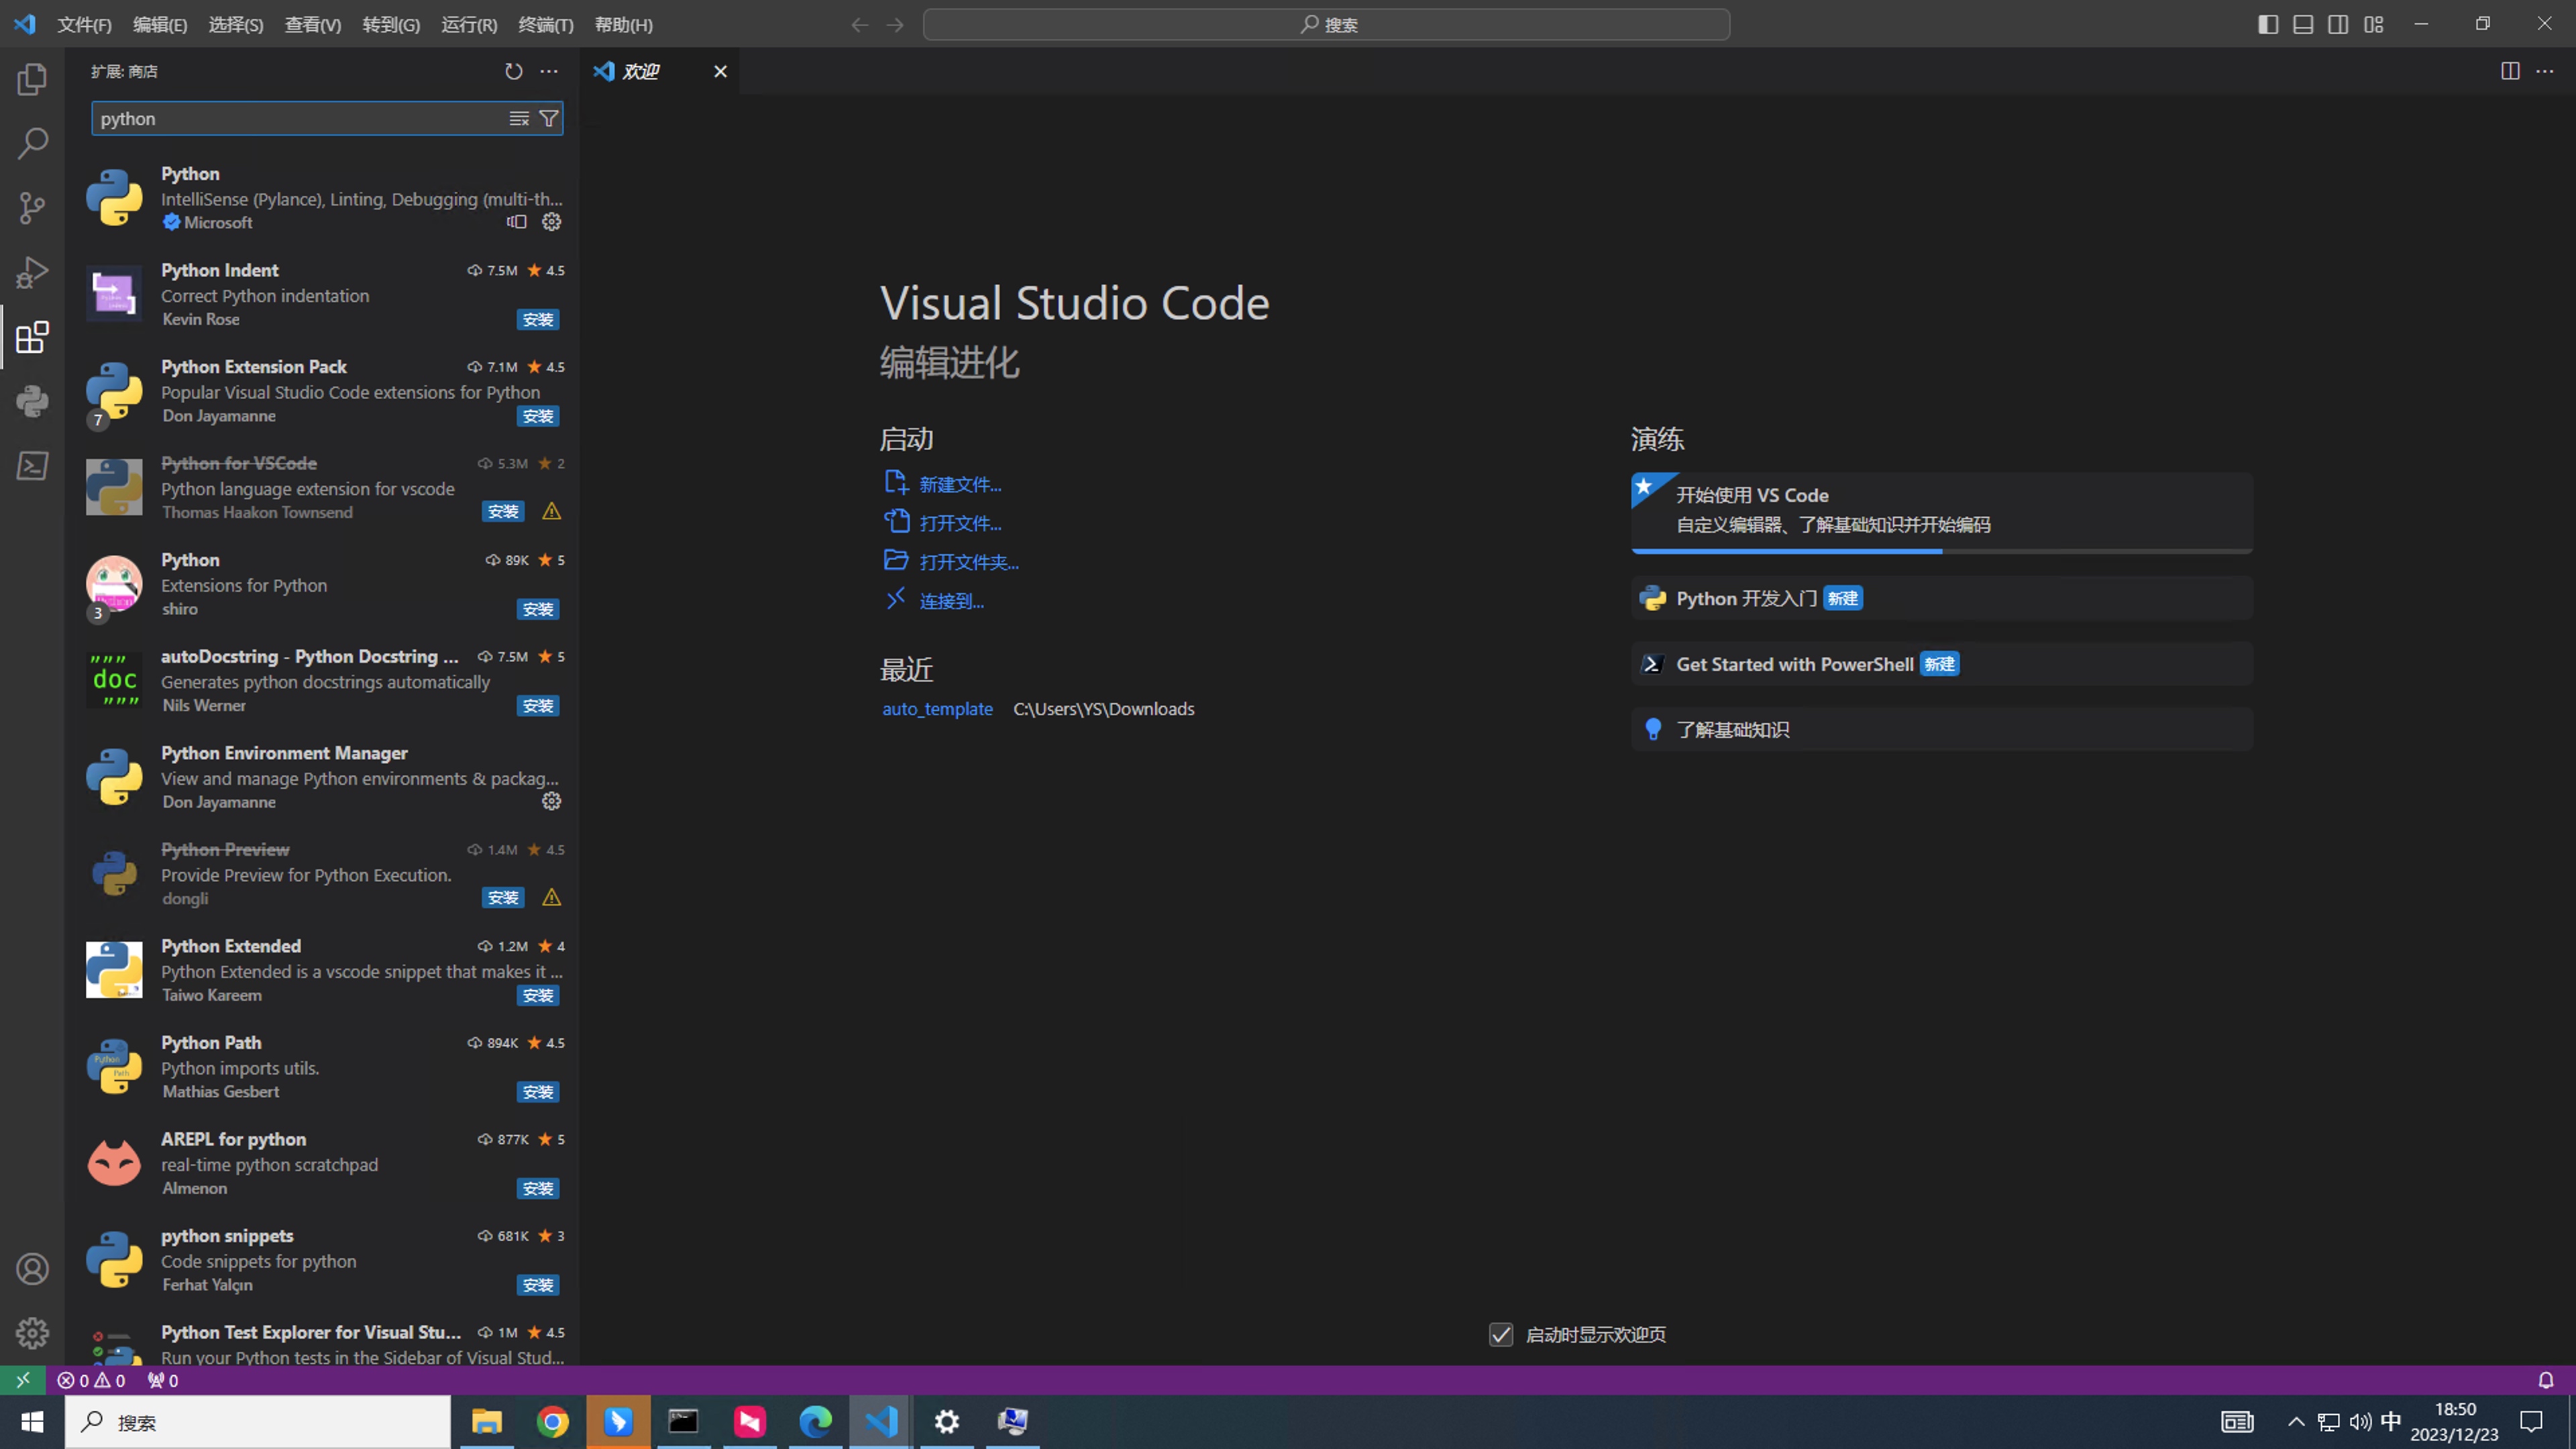 文件(F) 编辑(E) 选择(S) 查看(V) 转到(G) 运行(R) 终端(T) 帮助(H) 搜索
扩展: 商店
欢迎
python
Python
IntelliSense (Pylance), Linting, Debugging (multi-th...
Microsoft
Python Indent 7.5M 4.5
Correct Python indentation
Kevin Rose 安装
Python Extension Pack 7.1M 4.5
Popular Visual Studio Code extensions for Python
Don Jayamanne 安装
7
Python for VSCode 5.3M 2
Python language extension for vscode
Thomas Haakon Townsend 安装
Python 89K 5
Extensions for Python
shiro 安装
3
autoDocstring - Python Docstring ... 7.5M 5
Generates python docstrings automatically
Nils Werner 安装
Python Environment Manager
View and manage Python environments & packag...
Don Jayamanne
Python Preview 1.4M 4.5
Provide Preview for Python Execution.
dongli 安装
Python Extended 1.2M 4
Python Extended is a vscode snippet that makes it ...
Taiwo Kareem 安装
Python Path 894K 4.5
Python imports utils.
Mathias Gesbert 安装
AREPL for python 877K 5
real-time python scratchpad
Almenon 安装
python snippets 681K 3
Code snippets for python
Ferhat Yalçın 安装
Python Test Explorer for Visual Stu... 1M 4.5
Run your Python tests in the Sidebar of Visual Stud...
Visual Studio Code
编辑进化
启动
新建文件...
打开文件...
打开文件夹...
连接到...
最近
auto_template C:\Users\YS\Downloads
演练
开始使用 VS Code
自定义编辑器、了解基础知识并开始编码
Python 开发入门 新建
Get Started with PowerShell 新建
了解基础知识
启动时显示欢迎页
0 0 0
搜索
中
18:50
2023/12/23